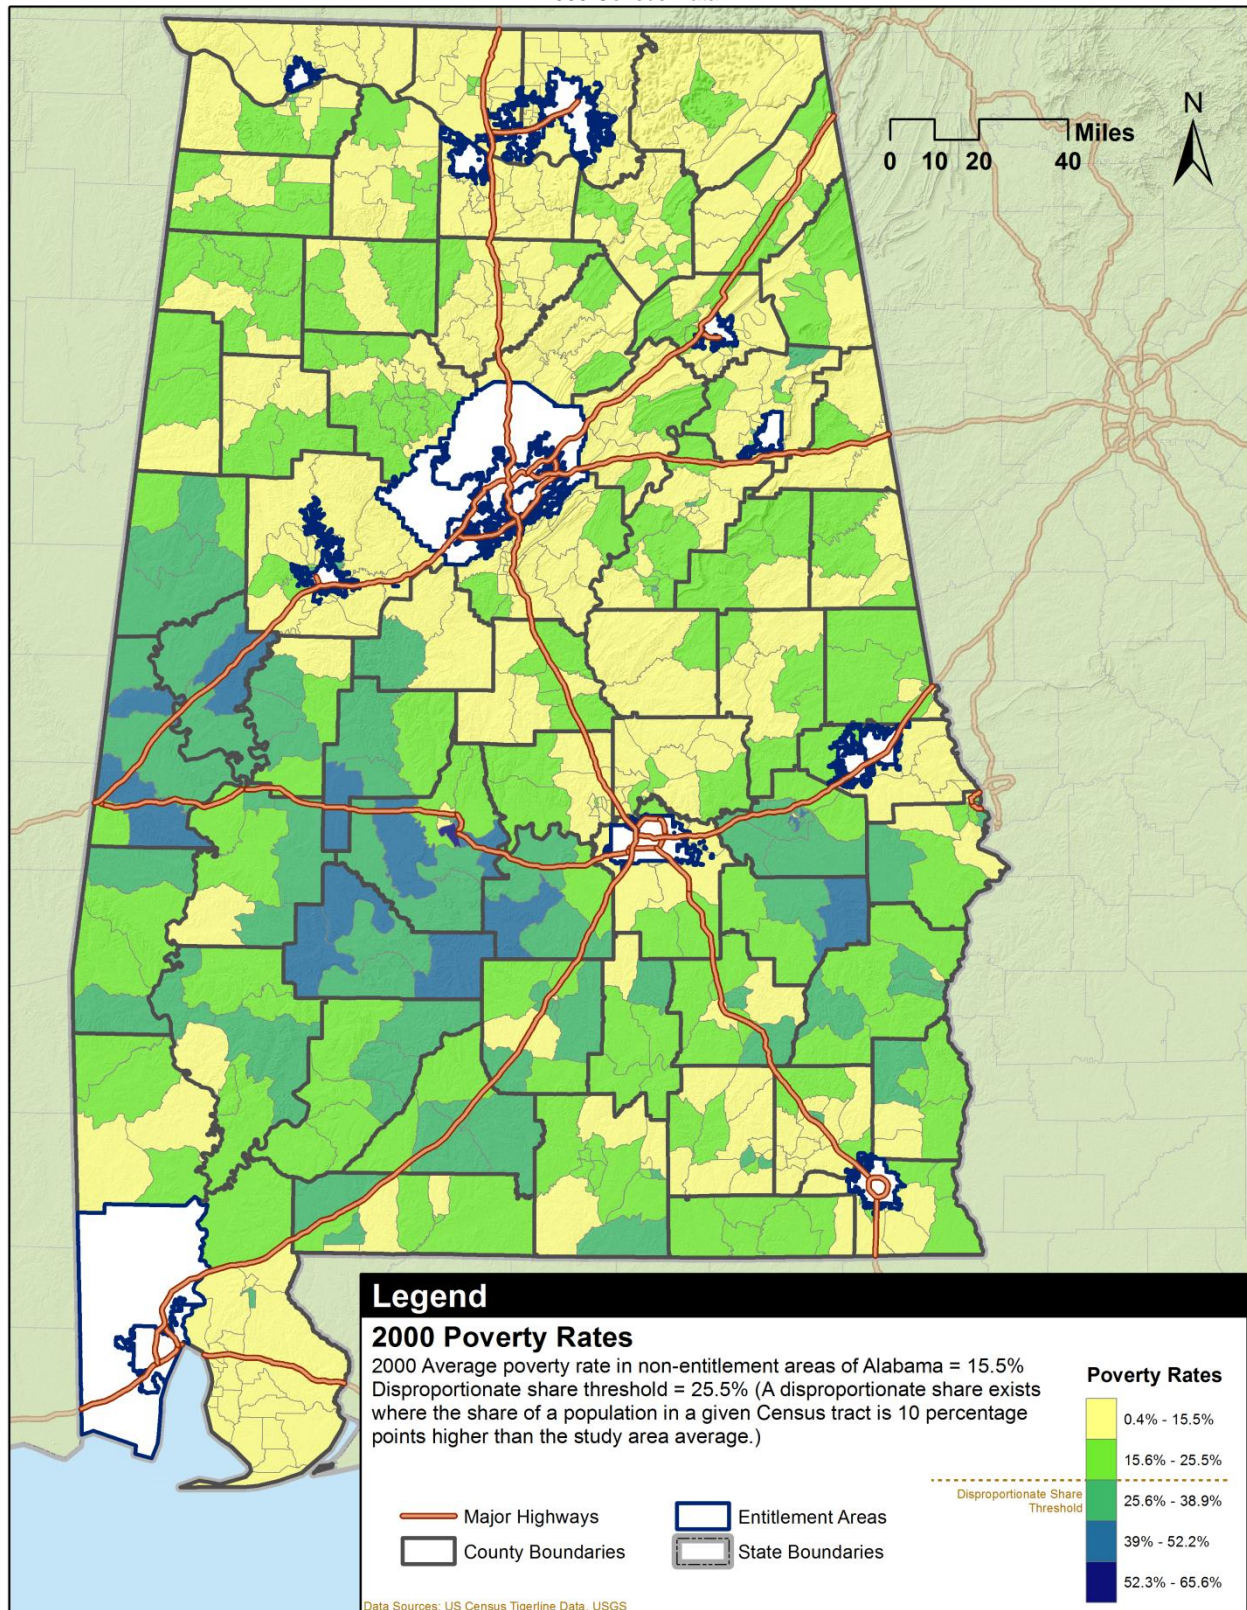 N
Miles
0 10 20 40
Legend
2000 Poverty Rates
2000 Average poverty rate in non-entitlement areas of Alabama = 15.5%
Disproportionate share threshold = 25.5% (A disproportionate share exists
where the share of a population in a given Census tract is 10 percentage
points higher than the study area average.)
Major Highways
Entitlement Areas
County Boundaries
State Boundaries
Poverty Rates
0.4% - 15.5%
15.6% - 25.5%
Disproportionate Share
Threshold
25.6% - 38.9%
39% - 52.2%
52.3% - 65.6%
Data Sources: US Census Tigerline Data, USGS